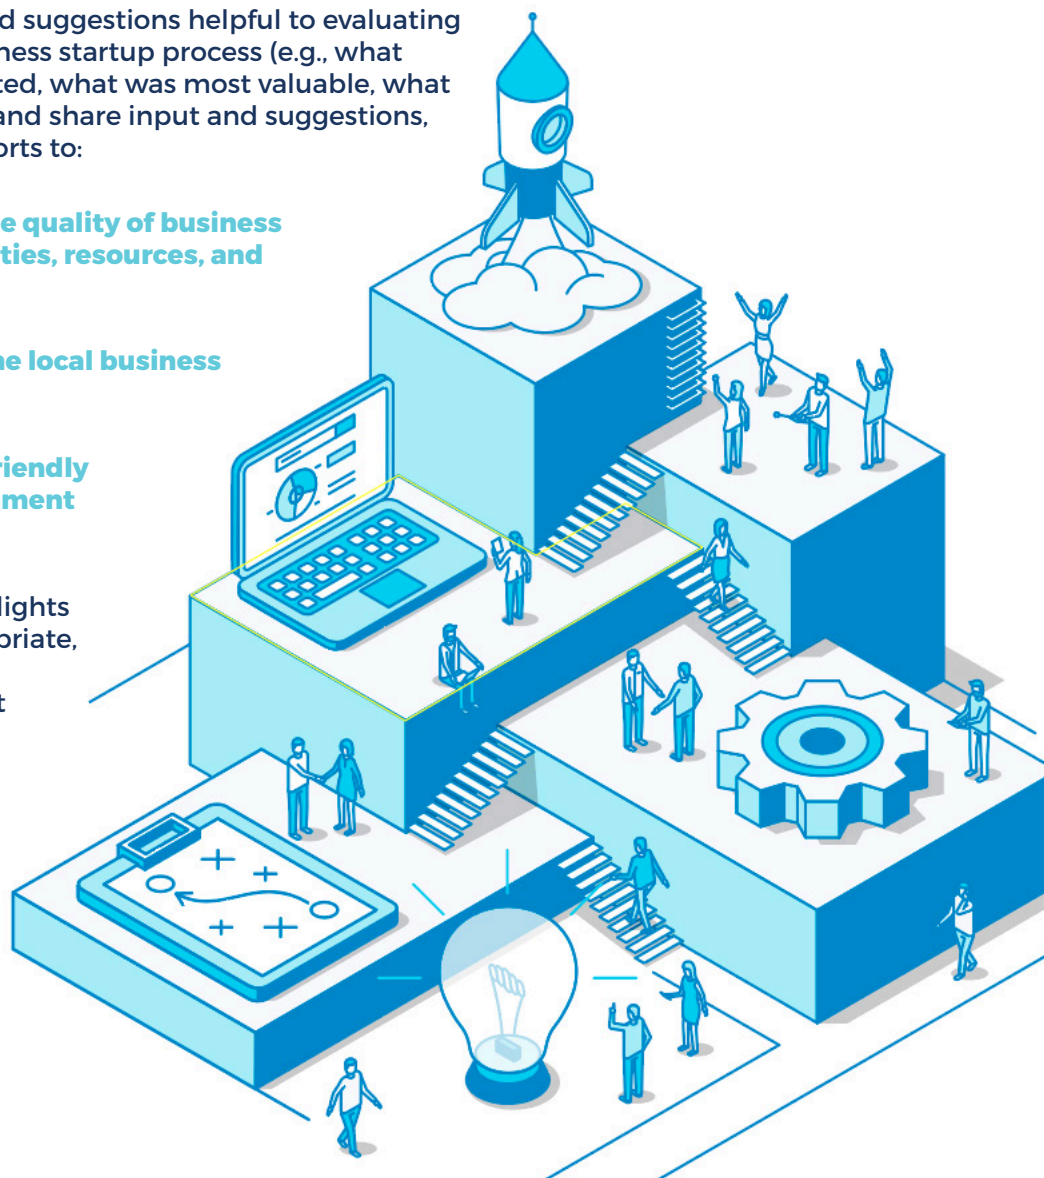 d suggestions helpful to evaluating
ness startup process (e.g., what
ted, what was most valuable, what
and share input and suggestions,
orts to:
e quality of business
ties, resources, and
ne local business
riendly
ment
lights
priate,
t